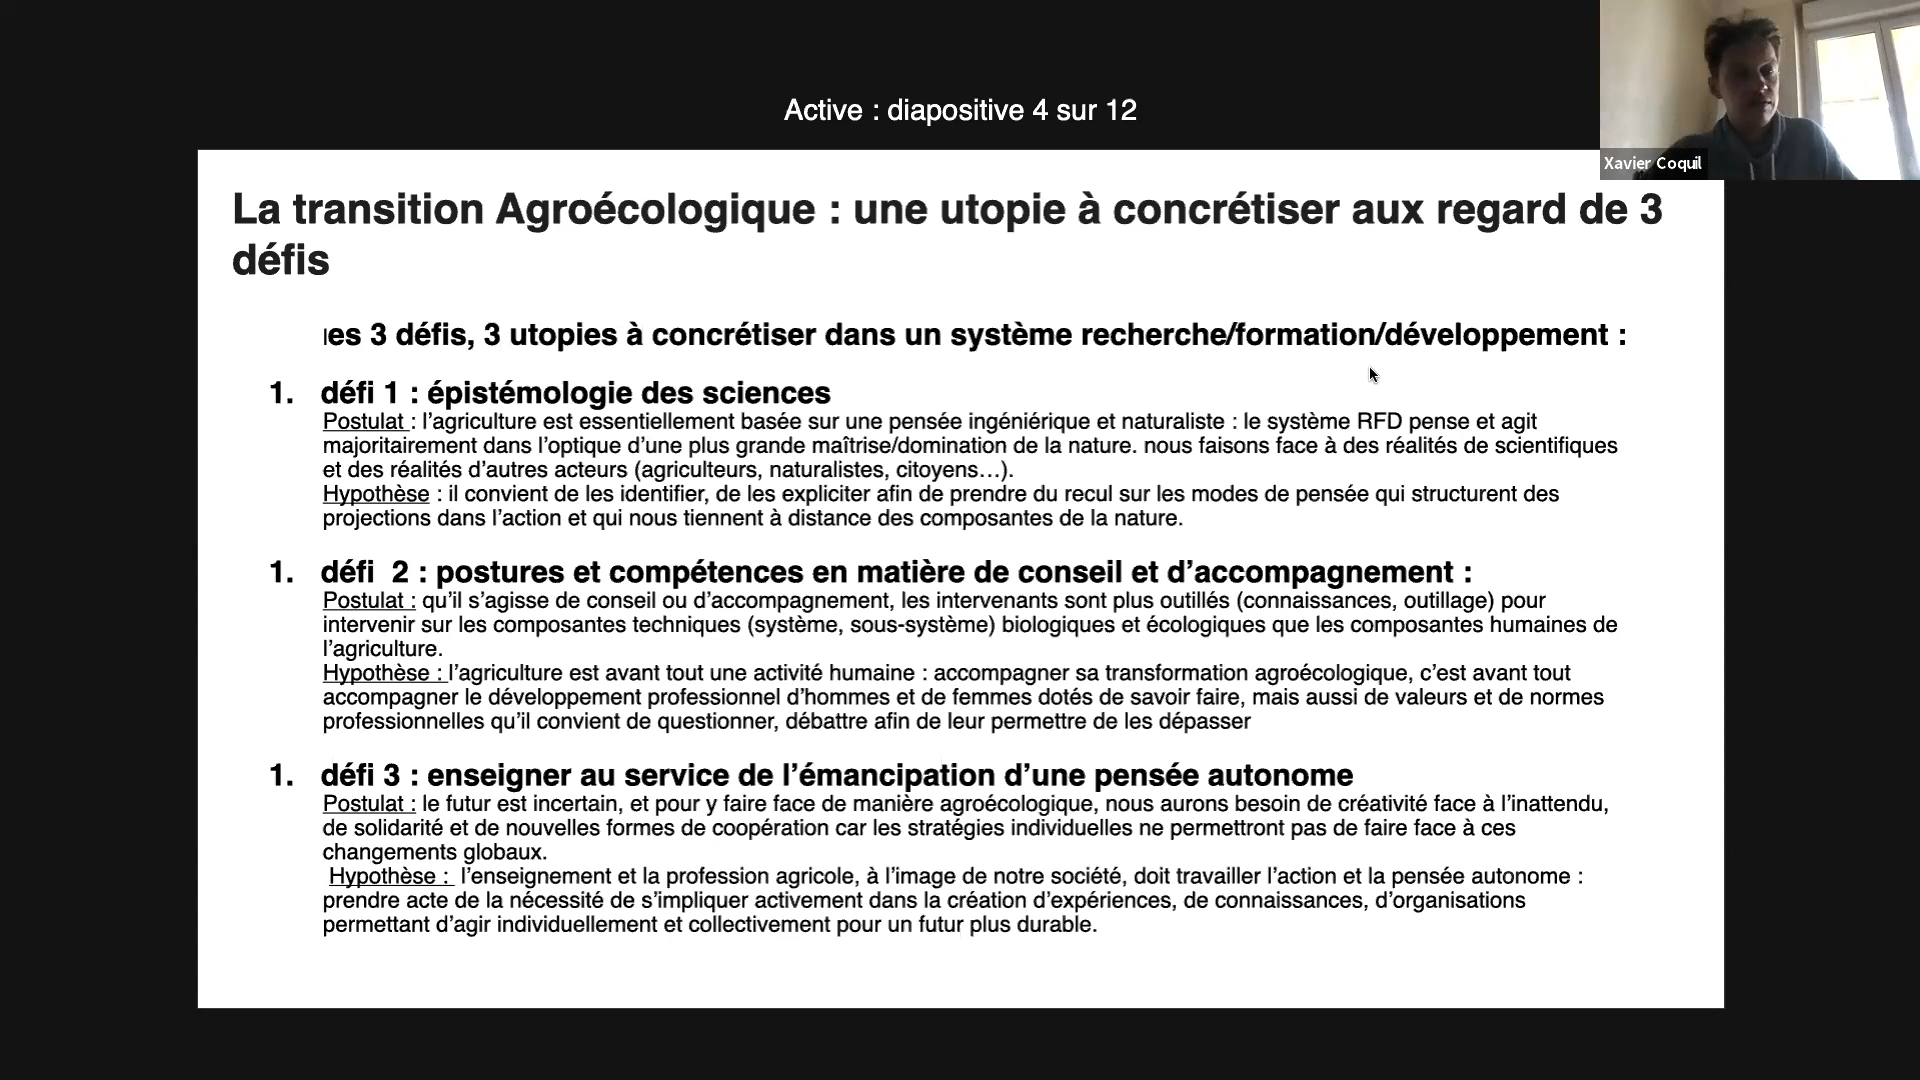 Active : diapositive 4 sur 12
Xavier Coquil
La transition Agroécologique : une utopie à concrétiser aux regard de 3
défis
es 3 défis, 3 utopies à concrétiser dans un système recherche/formation/développement :
1. défi 1 : épistémologie des sciences
Postulat : l’agriculture est essentiellement basée sur une pensée ingéniérique et naturaliste : le système RFD pense et agit
majoritairement dans l’optique d’une plus grande maîtrise/domination de la nature. nous faisons face à des réalités de scientifiques
et des réalités d’autres acteurs (agriculteurs, naturalistes, citoyens…).
Hypothèse : il convient de les identifier, de les expliciter afin de prendre du recul sur les modes de pensée qui structurent des
projections dans l’action et qui nous tiennent à distance des composantes de la nature.
1. défi  2 : postures et compétences en matière de conseil et d’accompagnement :
Postulat : qu’il s’agisse de conseil ou d’accompagnement, les intervenants sont plus outillés (connaissances, outillage) pour
intervenir sur les composantes techniques (système, sous-système) biologiques et écologiques que les composantes humaines de
l’agriculture.
Hypothèse : l’agriculture est avant tout une activité humaine : accompagner sa transformation agroécologique, c’est avant tout
accompagner le développement professionnel d’hommes et de femmes dotés de savoir faire, mais aussi de valeurs et de normes
professionnelles qu’il convient de questionner, débattre afin de leur permettre de les dépasser
1. défi 3 : enseigner au service de l’émancipation d’une pensée autonome
Postulat : le futur est incertain, et pour y faire face de manière agroécologique, nous aurons besoin de créativité face à l’inattendu,
de solidarité et de nouvelles formes de coopération car les stratégies individuelles ne permettront pas de faire face à ces
changements globaux.
Hypothèse : l’enseignement et la profession agricole, à l’image de notre société, doit travailler l’action et la pensée autonome :
prendre acte de la nécessité de s’impliquer activement dans la création d’expériences, de connaissances, d’organisations
permettant d’agir individuellement et collectivement pour un futur plus durable.